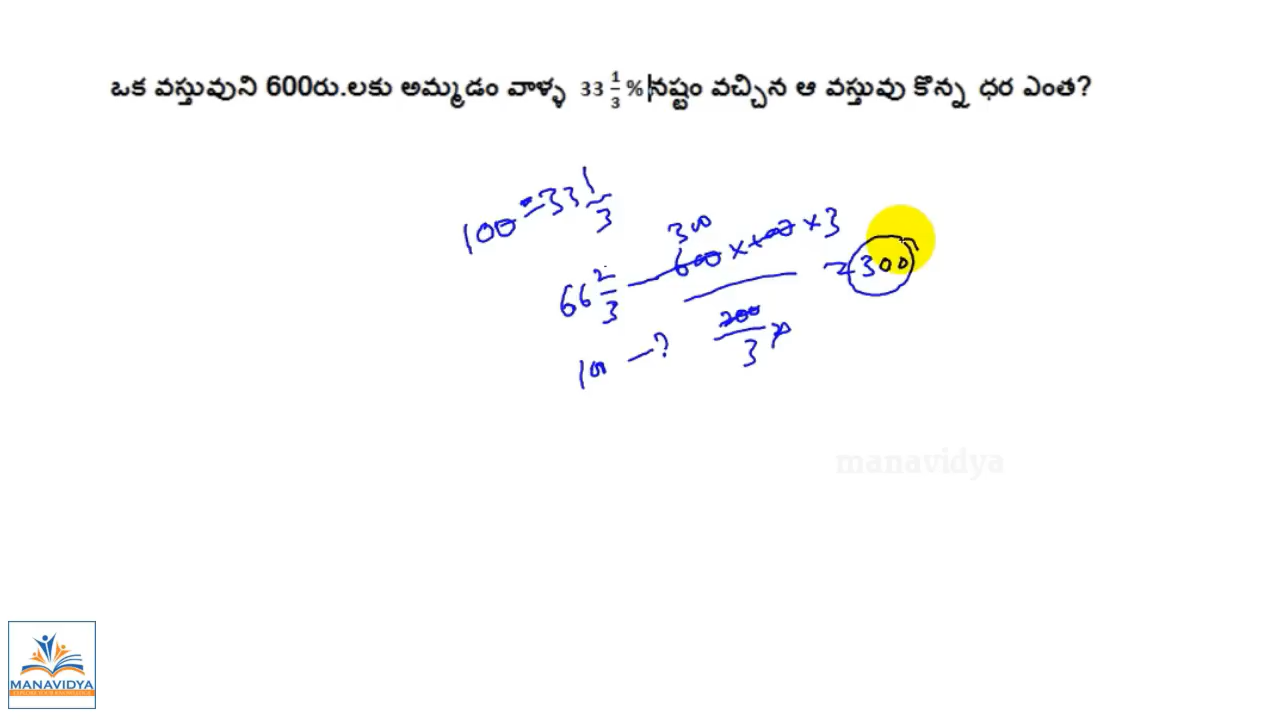 ఒక వస్తువుని 600రు.లకు అమ్మడం వాళ్ళ 33 1/3 % నష్టం వచ్చిన ఆ వస్తువు కొన్న ధర ఎంత?
100 - 33 1/3
300
66 2/3 — 600 × 100 × 3 = 300
100 — ? 200/3
manavidya
MANAVIDYA